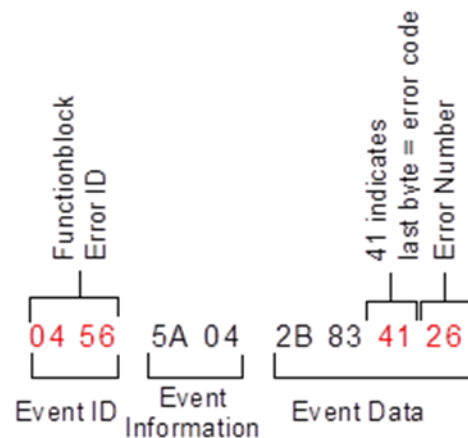 Functionblock
Error ID
41 indicates
last byte = error code
Error Number
04 56 5A 04 2B 83 41 26
Event ID
Event
Information
Event Data